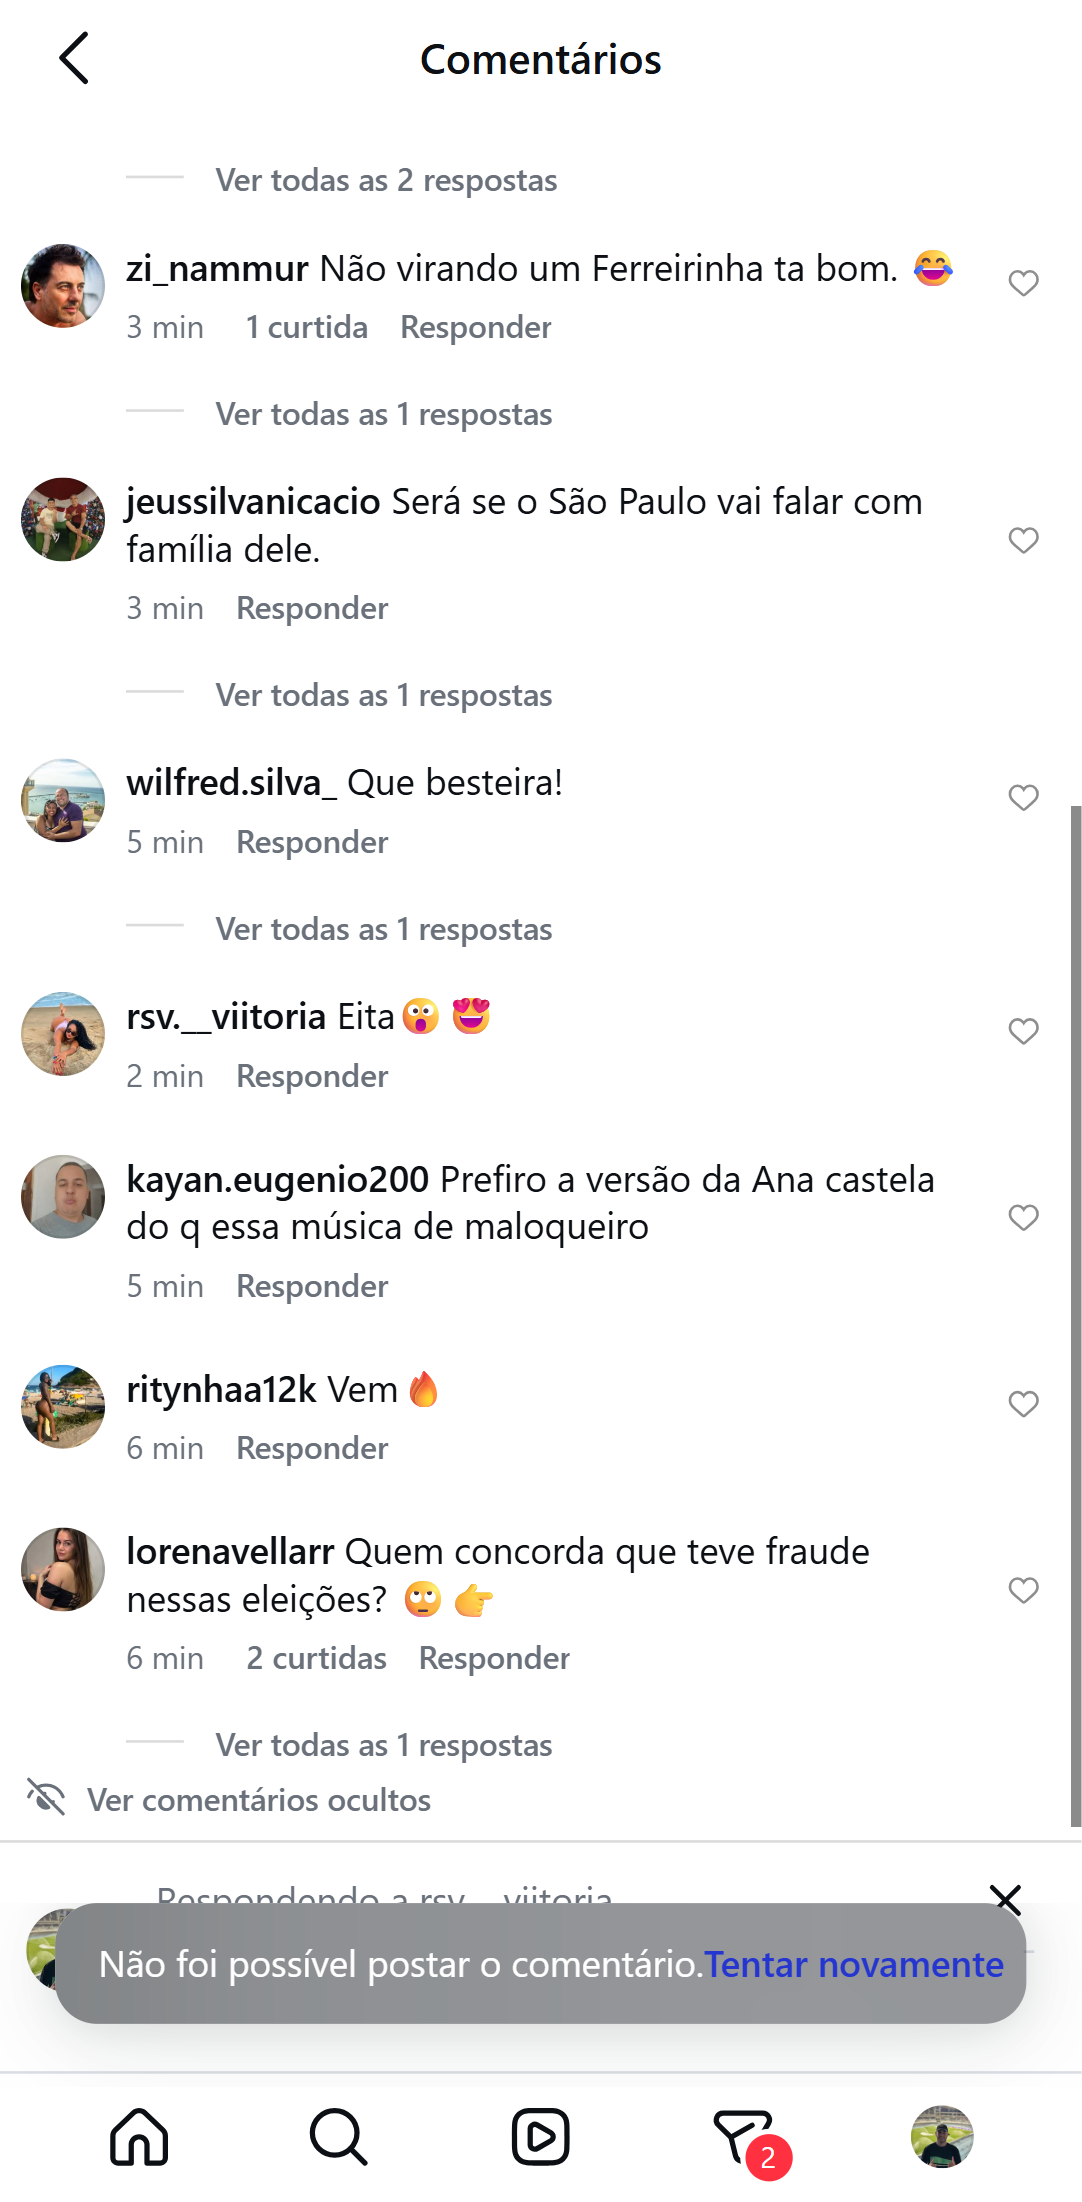 Comentários
Ver todas as 2 respostas
zi_nammur Não virando um Ferreirinha ta bom. 😂
3 min 1 curtida Responder
Ver todas as 1 respostas
jeussilvanicacio Será se o São Paulo vai falar com
família dele.
3 min Responder
Ver todas as 1 respostas
wilfred.silva_ Que besteira!
5 min Responder
Ver todas as 1 respostas
rsv.__viitoria Eita😲 😍
2 min Responder
kayan.eugenio200 Prefiro a versão da Ana castela
do q essa música de maloqueiro
5 min Responder
ritynhaa12k Vem🔥
6 min Responder
lorenavellarr Quem concorda que teve fraude
nessas eleições? 🙄 👉
6 min 2 curtidas Responder
Ver todas as 1 respostas
Ver comentários ocultos
Respondendo a rsv.__viitoria
Não foi possível postar o comentário.Tentar novamente
2